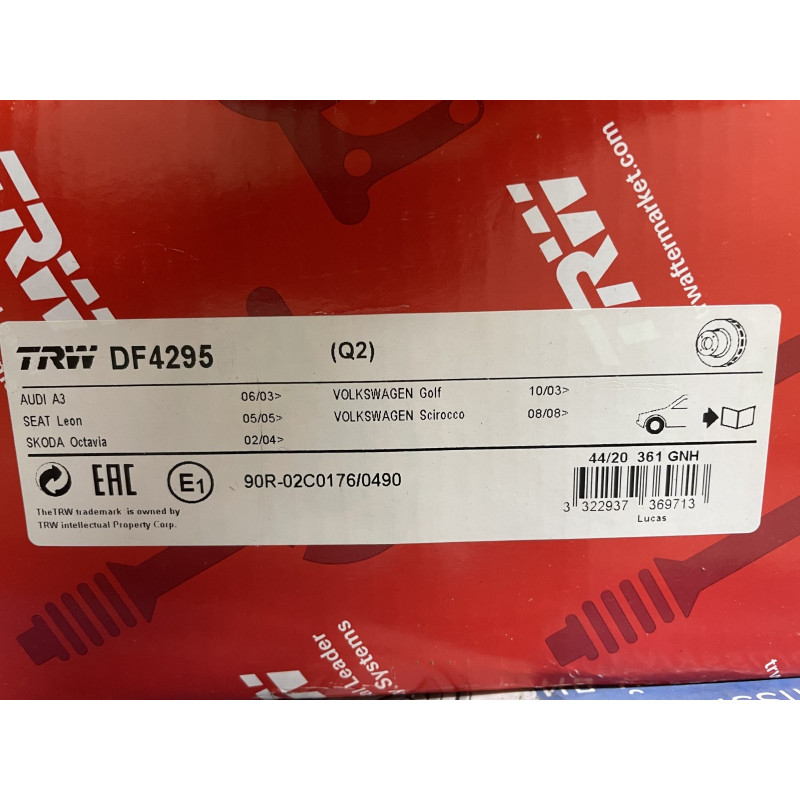 TRW
TRW
trwaftermarket.com
TRW DF4295 (Q2)
AUDI A3 06/03> VOLKSWAGEN Golf 10/03>
SEAT Leon 05/05> VOLKSWAGEN Scirocco 08/08>
SKODA Octavia 02/04>
EAC E1 90R-02C0176/0490
44/20 361 GNH
3 322937 369713
Lucas
The TRW trademark is owned by
TRW intellectual Property Corp.
Leader
Systems
trw